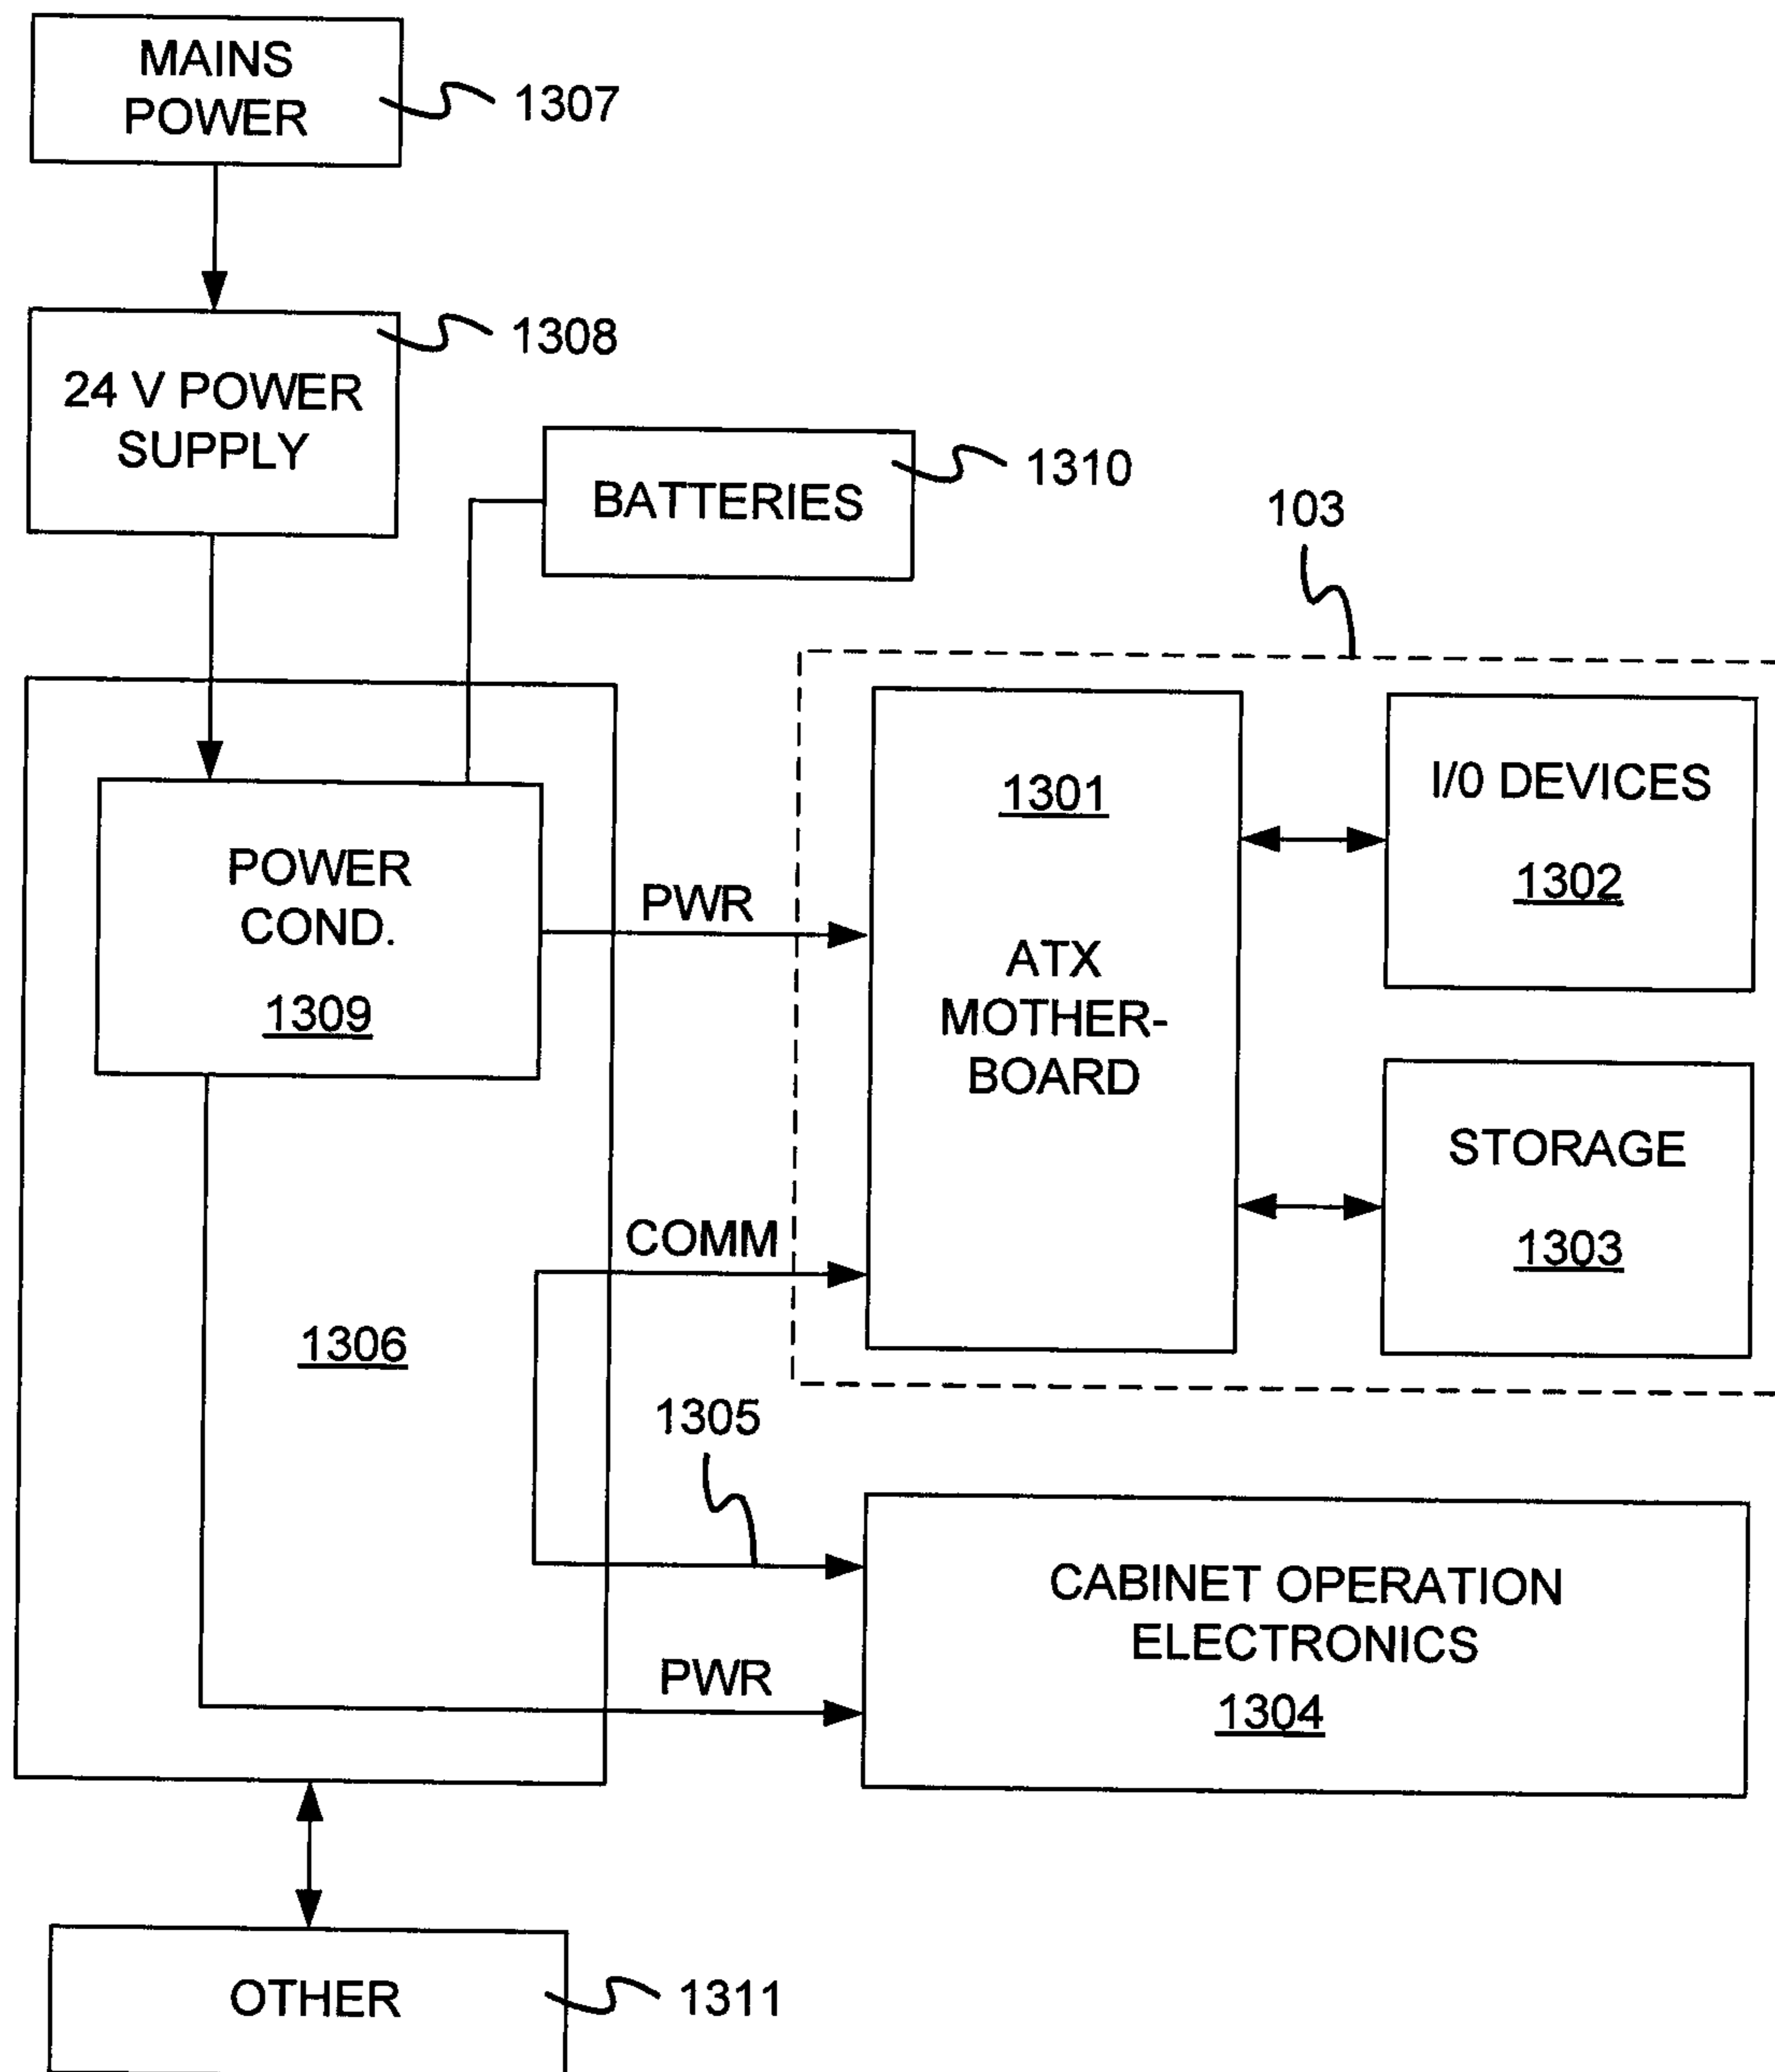 MAINS
POWER
1307
1308
24 V POWER
SUPPLY
1310
BATTERIES
103
1301
ATX
MOTHER-
BOARD
I/0 DEVICES
1302
POWER
COND.
1309
PWR
STORAGE
1303
COMM
1306
1305
CABINET OPERATION
ELECTRONICS
1304
PWR
OTHER
1311